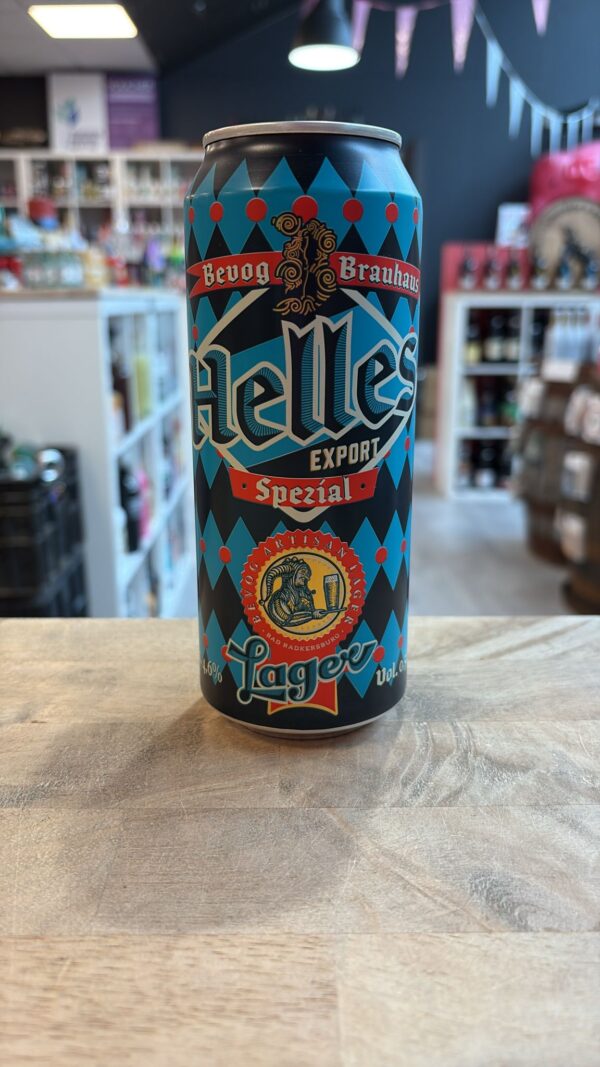 Bevog Brauhaus
Helles
EXPORT
Spezial
BEVOG ARTISAN LAGER
BAD RADKERSBURG
Lager
4,6%
Vol.